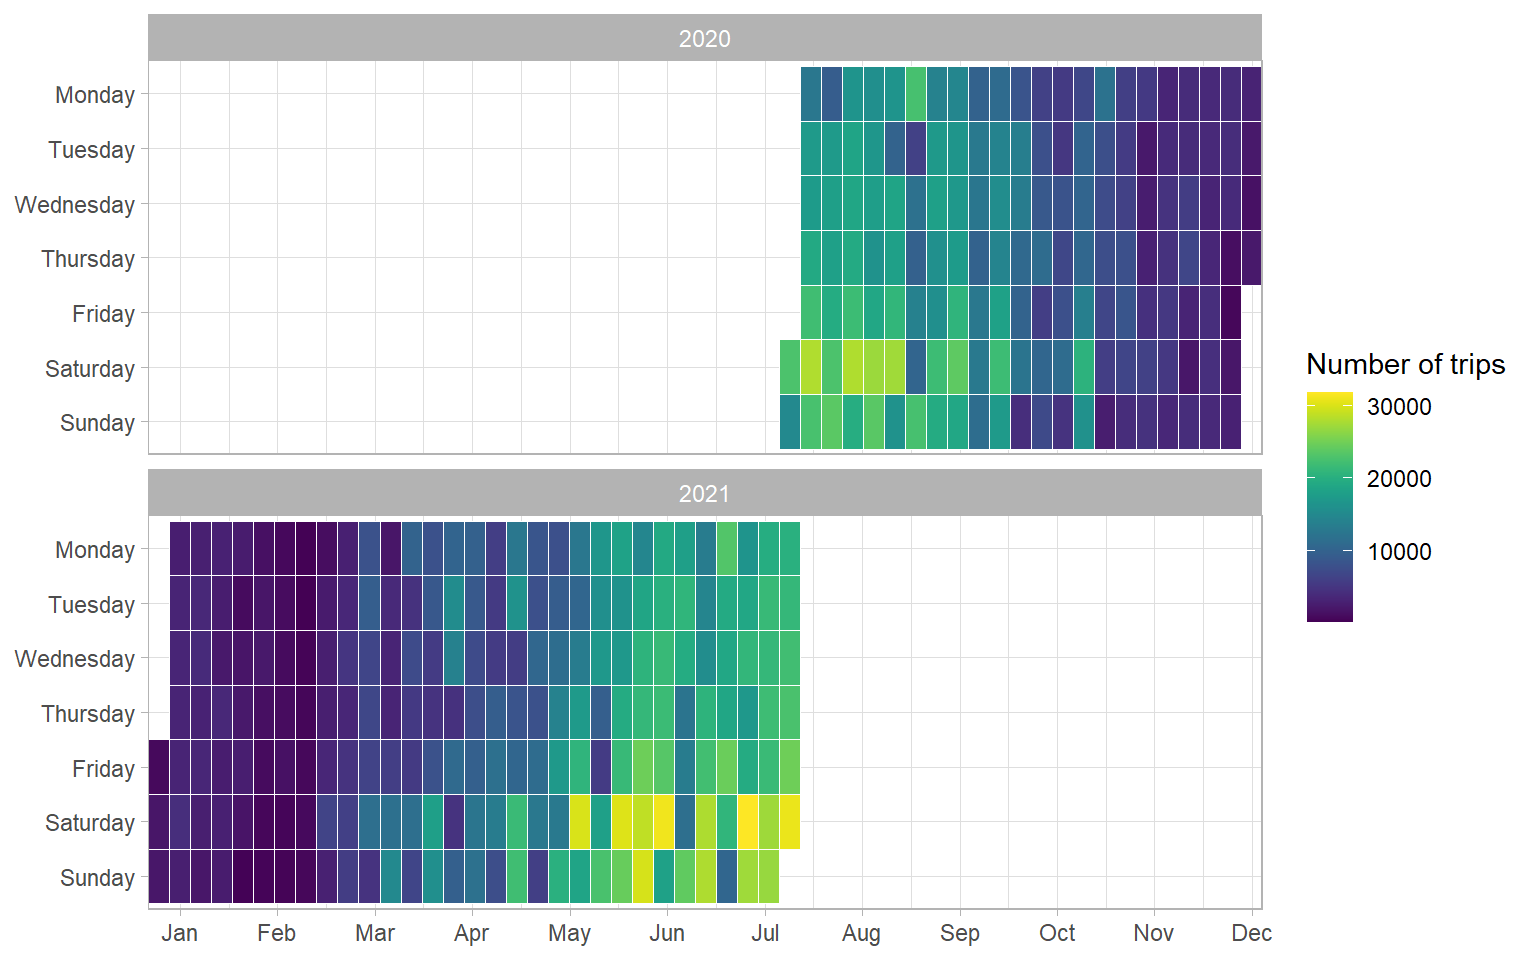 2020
Monday
Tuesday
Wednesday
Thursday
Friday
Saturday
Sunday
Number of trips
30000
20000
10000
2021
Monday
Tuesday
Wednesday
Thursday
Friday
Saturday
Sunday
Jan Feb Mar Apr May Jun Jul Aug Sep Oct Nov Dec